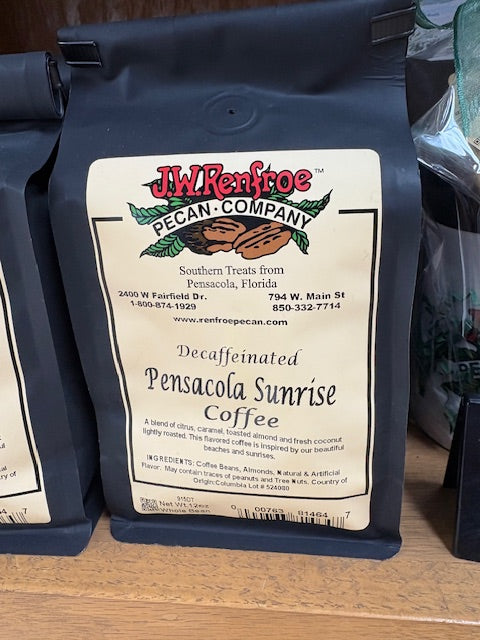 J.W. Renfroe™
PECAN • COMPANY
Southern Treats from
Pensacola, Florida
2400 W Fairfield Dr. 794 W. Main St
1-800-874-1929 850-332-7714
www.renfroepecan.com
Decaffeinated
Pensacola Sunrise
Coffee
A blend of citrus, caramel, toasted almond and fresh coconut
lightly roasted. This flavored coffee is inspired by our beautiful
beaches and sunrises.
INGREDIENTS: Coffee Beans, Almonds, Natural & Artificial
Flavor. May contain traces of peanuts and Tree Nuts. Country of
Origin:Columbia Lot # 524080
Net Wt. 12oz
Whole Bean
0 00763 81464 7